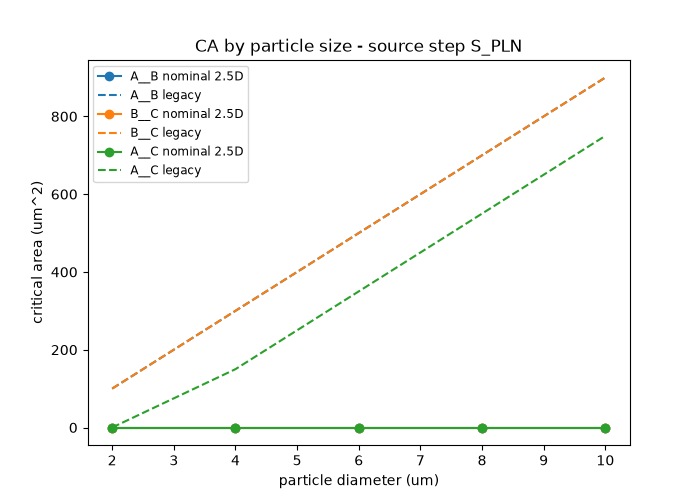 CA by particle size - source step S_PLN
A__B nominal 2.5D
A__B legacy
B__C nominal 2.5D
B__C legacy
A__C nominal 2.5D
A__C legacy
critical area (um^2)
800
600
400
200
0
2 3 4 5 6 7 8 9 10
particle diameter (um)